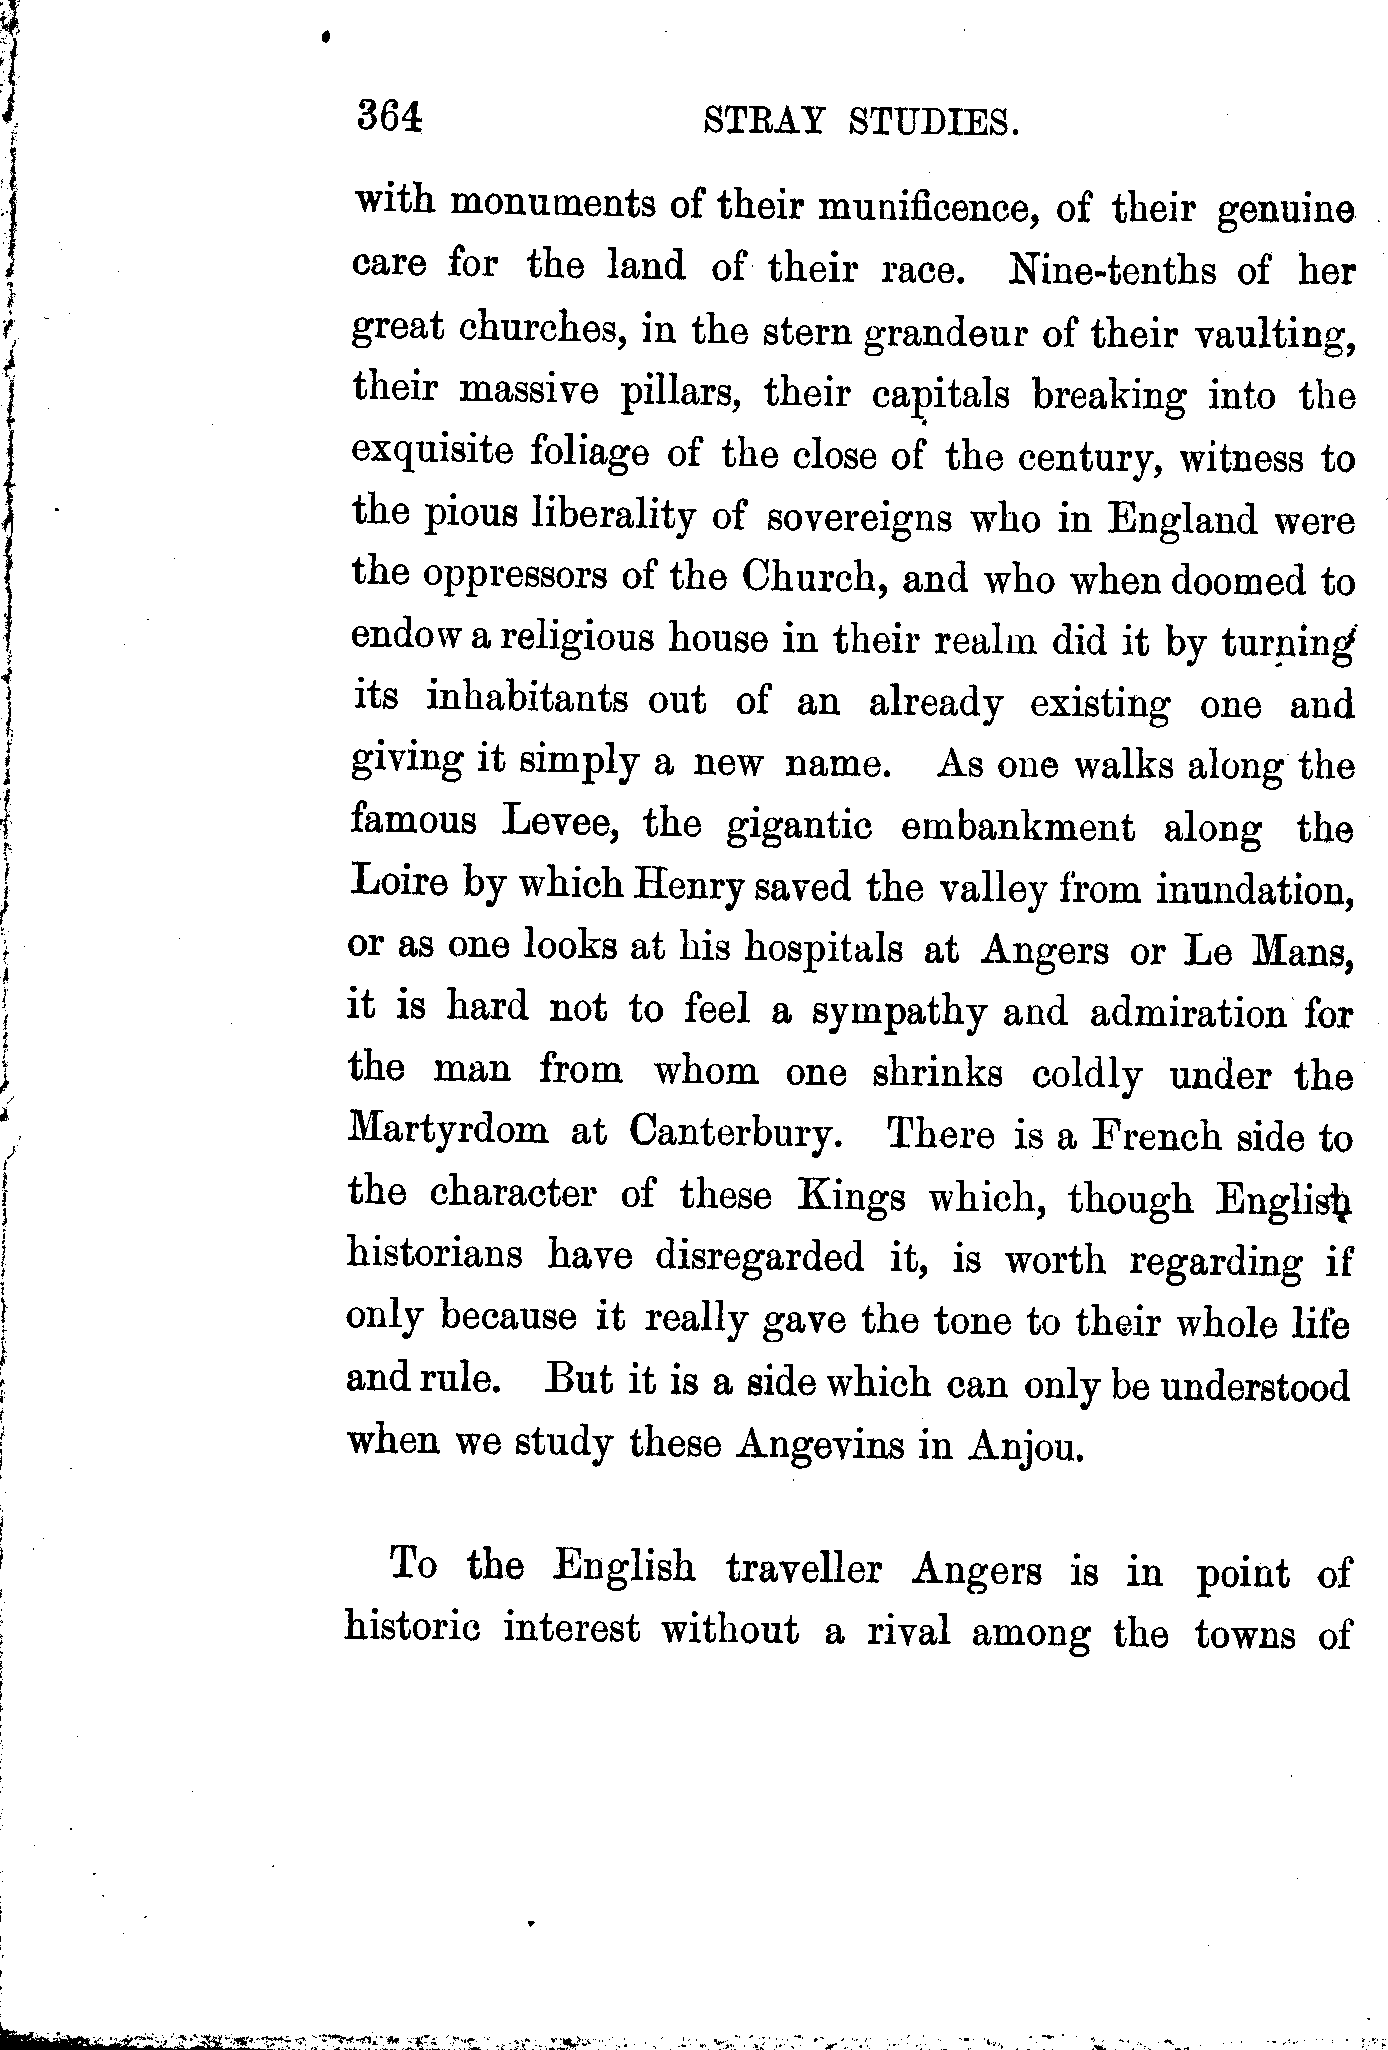 364 STRAY STUDIES.
with monuments of their munificence, of their genuine
care for the land of their race. Nine-tenths of her
great churches, in the stern grandeur of their vaulting,
their massive pillars, their capitals breaking into the
exquisite foliage of the close of the century, witness to
the pious liberality of sovereigns who in England were
the oppressors of the Church, and who when doomed to
endow a religious house in their realm did it by turning
its inhabitants out of an already existing one and
giving it simply a new name. As one walks along the
famous Levee, the gigantic embankment along the
Loire by which Henry saved the valley from inundation,
or as one looks at his hospitals at Angers or Le Mans,
it is hard not to feel a sympathy and admiration for
the man from whom one shrinks coldly under the
Martyrdom at Canterbury. There is a French side to
the character of these Kings which, though English
historians have disregarded it, is worth regarding if
only because it really gave the tone to their whole life
and rule. But it is a side which can only be understood
when we study these Angevins in Anjou.
To the English traveller Angers is in point of
historic interest without a rival among the towns of